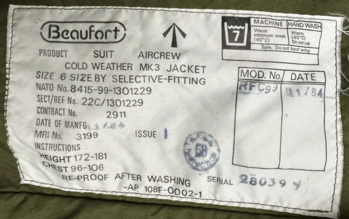 Beaufort
MACHINE HAND WASH
7
PRODUCT SUIT AIRCREW
COLD WEATHER MK3 JACKET
SIZE 6 SIZE BY SELECTIVE-FITTING
NATO No. 8415-99-1301229
SECT/REF No. 22C/1301229
CONTRACT No. 2911
DATE OF MANFG. /84
MRI No. 3199 ISSUE 1
INSTRUCTIONS
HEIGHT 172-181
CHEST 96-106
RE-PROOF AFTER WASHING
-AP 108F-0002-1
MOD. No. DATE
/84
SERIAL 28039